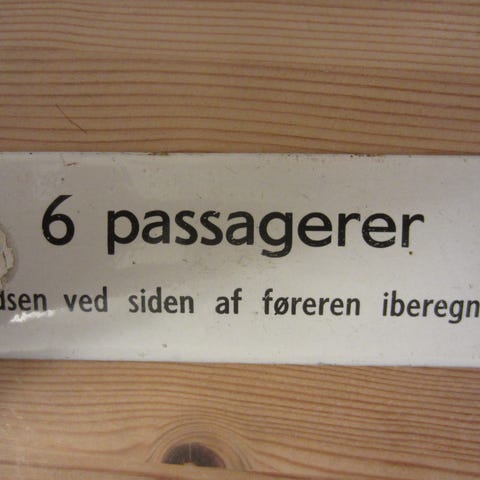 6 passagerer
dsen ved siden af føreren iberegn